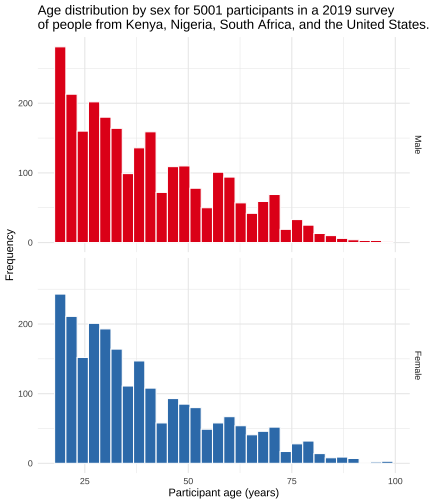 Age distribution by sex for 5001 participants in a 2019 survey
of people from Kenya, Nigeria, South Africa, and the United States.
200
100
0
Male
Frequency
200
100
0
Female
25
50
75
100
Participant age (years)